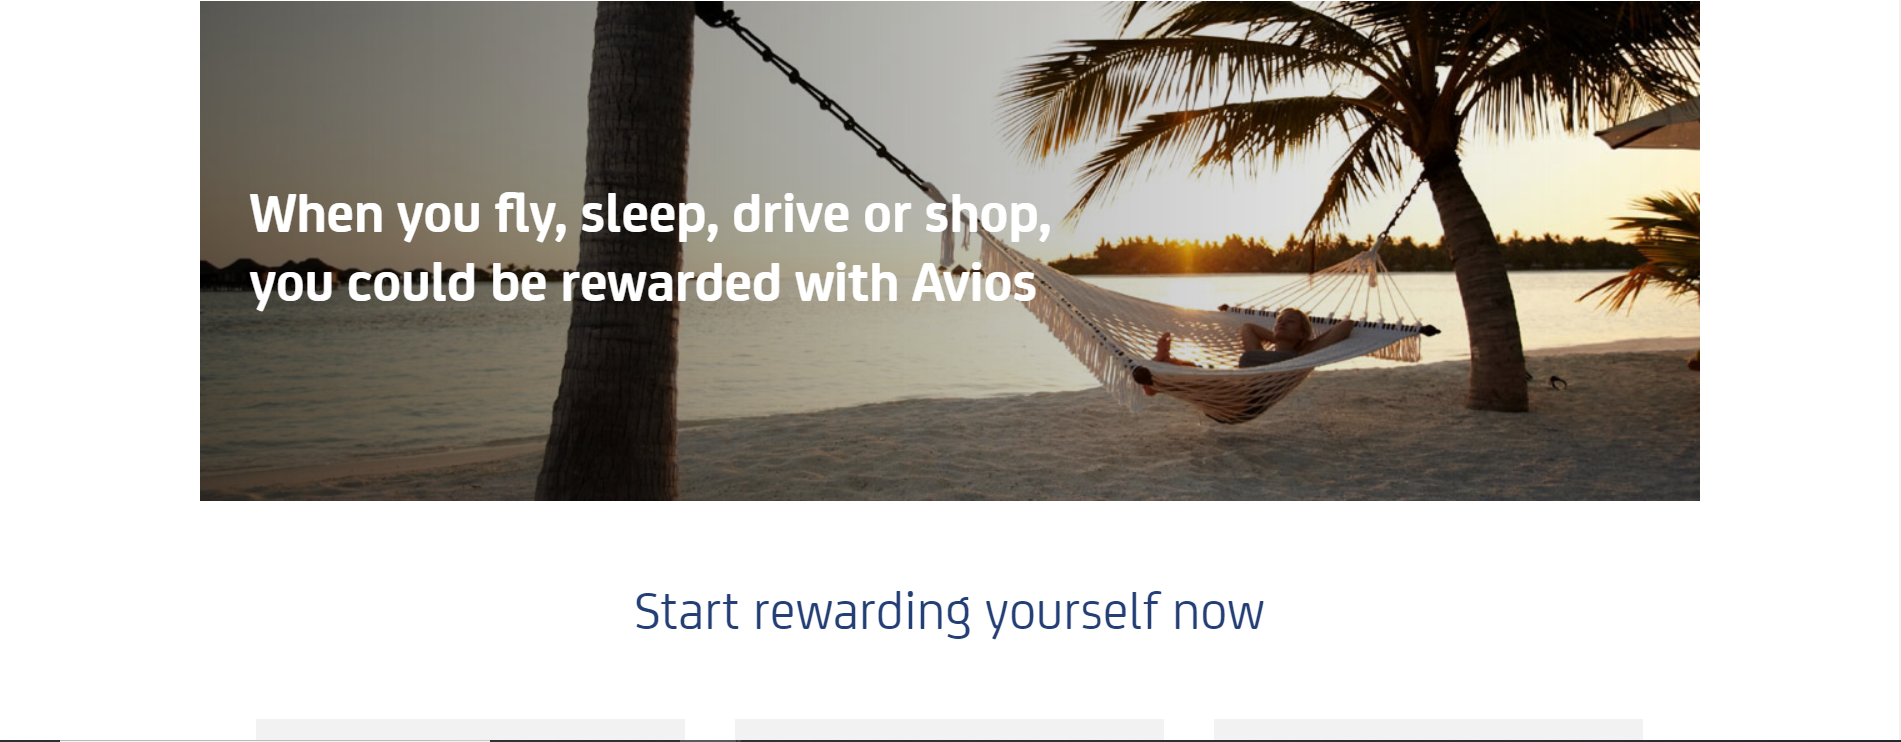 When you fly, sleep, drive or shop,
you could be rewarded with Avios
Start rewarding yourself now